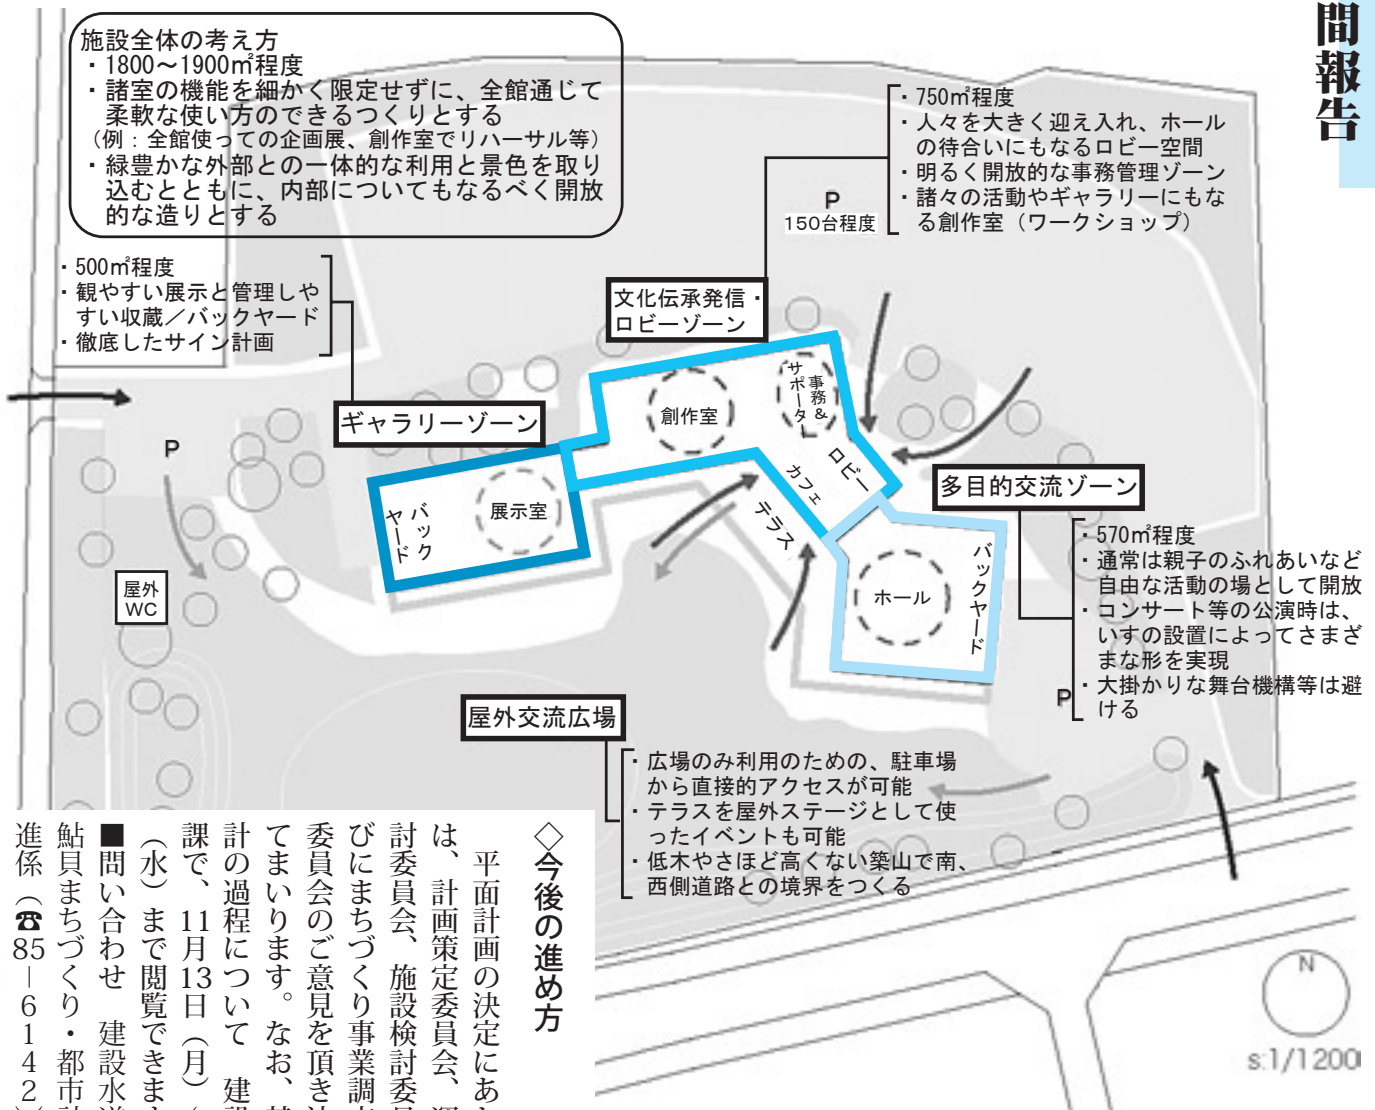 間報告
施設全体の考え方
・1800～1900㎡程度
・諸室の機能を細かく限定せずに、全館通じて
柔軟な使い方のできるつくりとする
（例：全館使っての企画展、創作室でリハーサル等）
・緑豊かな外部との一体的な利用と景色を取り
込むとともに、内部についてもなるべく開放
的な造りとする
・750㎡程度
・人々を大きく迎え入れ、ホール
の待合いにもなるロビー空間
・明るく開放的な事務管理ゾーン
・諸々の活動やギャラリーにもな
る創作室（ワークショップ）
P
150台程度
・500㎡程度
・観やすい展示と管理しや
すい収蔵／バックヤード
・徹底したサイン計画
文化伝承発信・
ロビーゾーン
ギャラリーゾーン
創作室
事務&
サポータ
ロビー
カフェ
テラス
展示室
バック
ヤード
P
屋外
WC
多目的交流ゾーン
・570㎡程度
・通常は親子のふれあいなど
自由な活動の場として開放
・コンサート等の公演時は、
いすの設置によってさまざ
まな形を実現
・大掛かりな舞台機構等は避
ける
ホール
バックヤード
P
屋外交流広場
・広場のみ利用のための、駐車場
から直接的アクセスが可能
・テラスを屋外ステージとして使
ったイベントも可能
・低木やさほど高くない築山で南、
西側道路との境界をつくる
◇今後の進め方
平面計画の決定にあ
は、計画策定委員会、
討委員会、施設検討委
びにまちづくり事業調
委員会のご意見を頂き
てまいります。なお、
計の過程について 建
課で、11月13日（月）
（水）まで閲覧できま
■問い合わせ 建設水
鮎貝まちづくり・都市
進係（☎85－6142）
N
s:1/1200